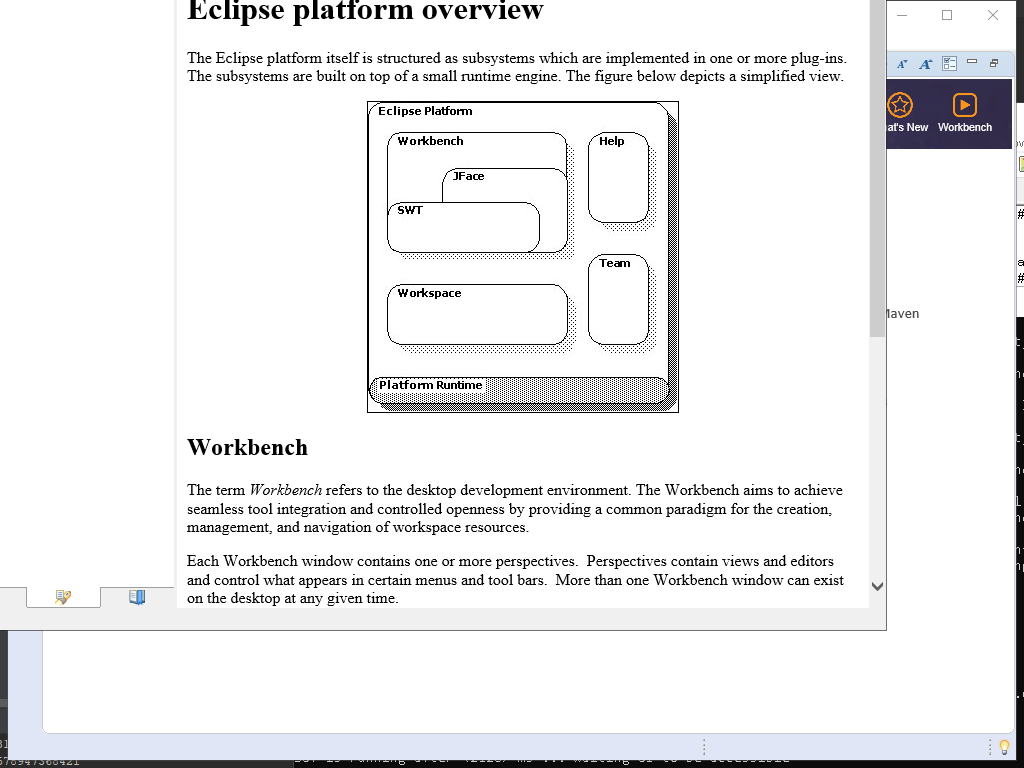 Eclipse platform overview
The Eclipse platform itself is structured as subsystems which are implemented in one or more plug-ins.
The subsystems are built on top of a small runtime engine. The figure below depicts a simplified view.
Eclipse Platform
Workbench
Help
JFace
SWT
Team
Workspace
Platform Runtime
Workbench
The term Workbench refers to the desktop development environment. The Workbench aims to achieve
seamless tool integration and controlled openness by providing a common paradigm for the creation,
management, and navigation of workspace resources.
Each Workbench window contains one or more perspectives.  Perspectives contain views and editors
and control what appears in certain menus and tool bars.  More than one Workbench window can exist
on the desktop at any given time.
at's New
Workbench
Maven